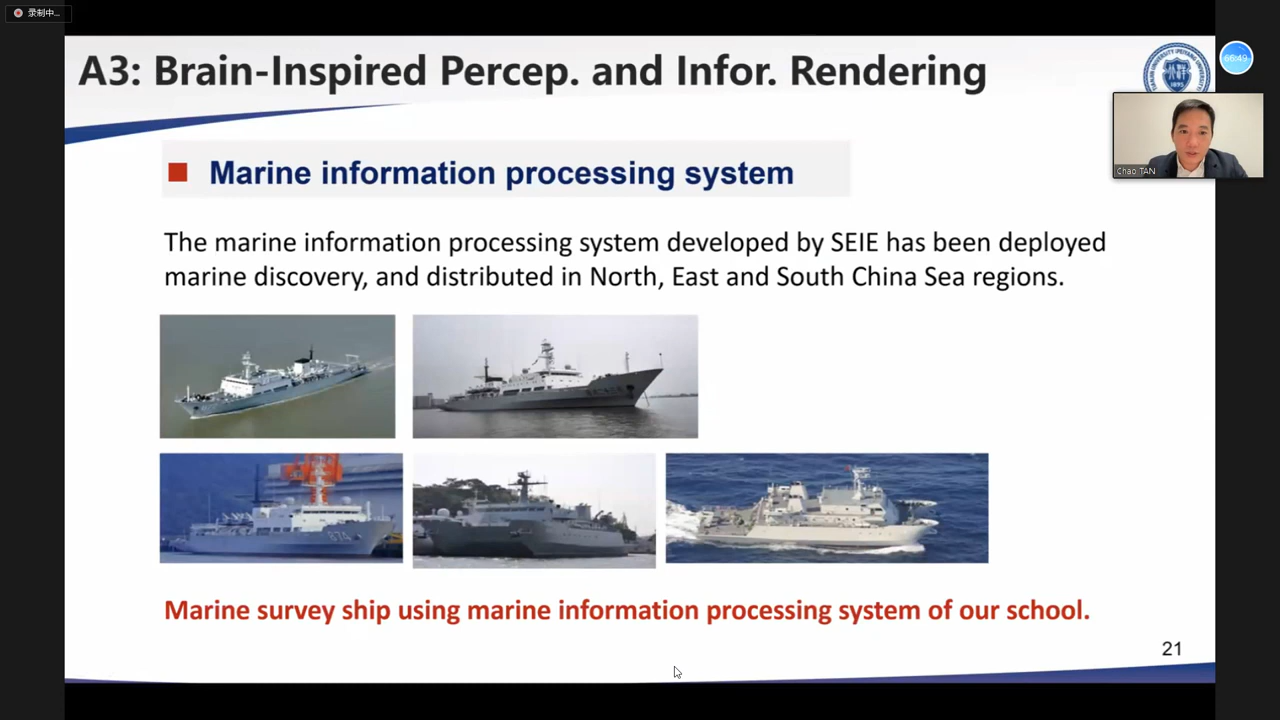 录制中...
A3: Brain-Inspired Percep. and Infor. Rendering
06:49
Chao TAN
Marine information processing system
The marine information processing system developed by SEIE has been deployed
marine discovery, and distributed in North, East and South China Sea regions.
Marine survey ship using marine information processing system of our school.
21